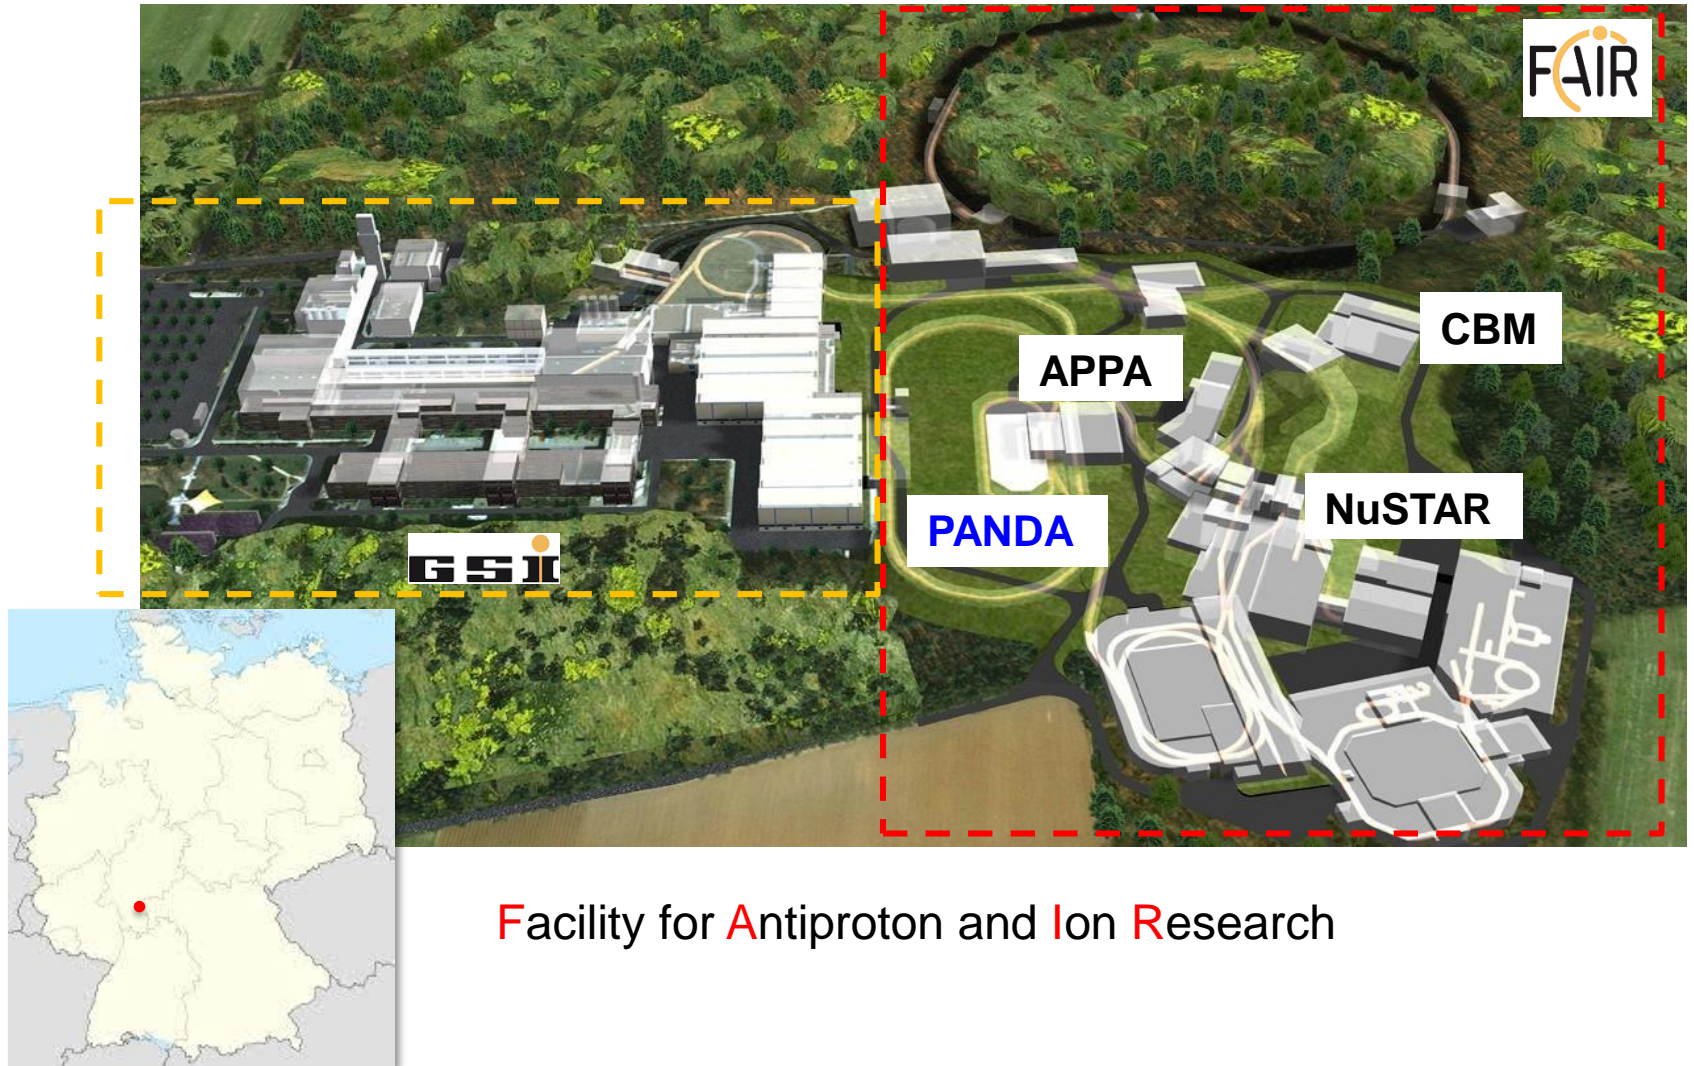 FAIR
CBM
APPA
NuSTAR
PANDA
GSI
Facility for Antiproton and Ion Research